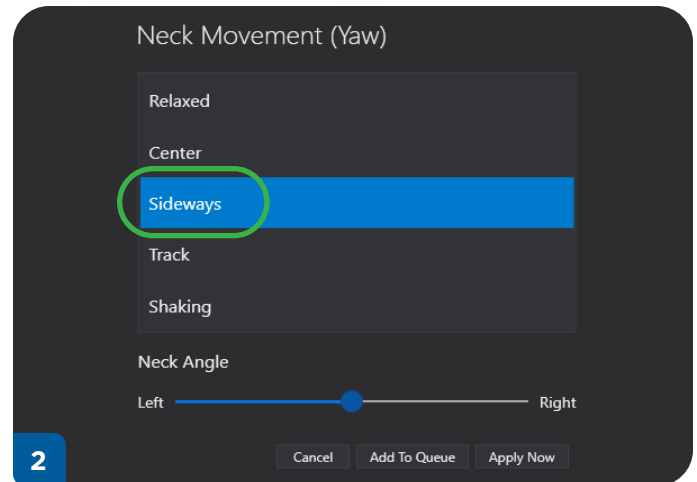 Neck Movement (Yaw)
Relaxed
Center
Sideways
Track
Shaking
Neck Angle
Left Right
Cancel Add To Queue Apply Now
2